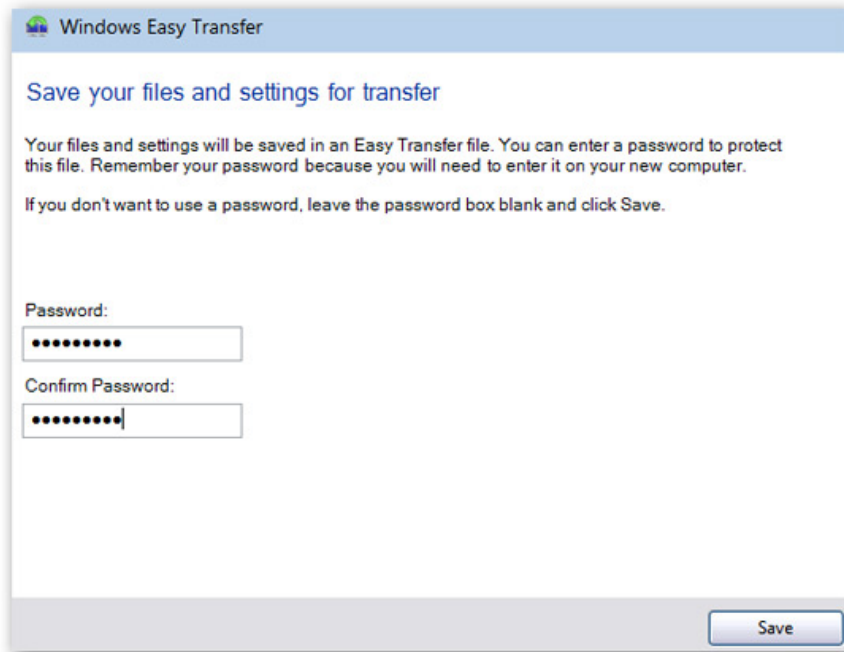 Windows Easy Transfer
Save your files and settings for transfer
Your files and settings will be saved in an Easy Transfer file. You can enter a password to protect
this file. Remember your password because you will need to enter it on your new computer.
If you don't want to use a password, leave the password box blank and click Save.
Password:
•••••••••
Confirm Password:
•••••••••
Save